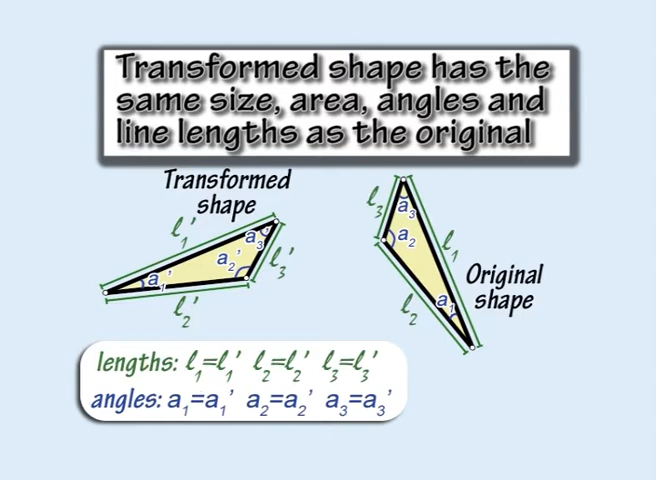 Transformed shape has the
same size, area, angles and
line lengths as the original
Transformed
shape
l₁'
a₁'
a₂'
a₃'
l₃'
l₂'
l₃
a₃
a₂
l₁
l₂
a₁
Original
shape
lengths: l₁=l₁' l₂=l₂' l₃=l₃'
angles: a₁=a₁' a₂=a₂' a₃=a₃'